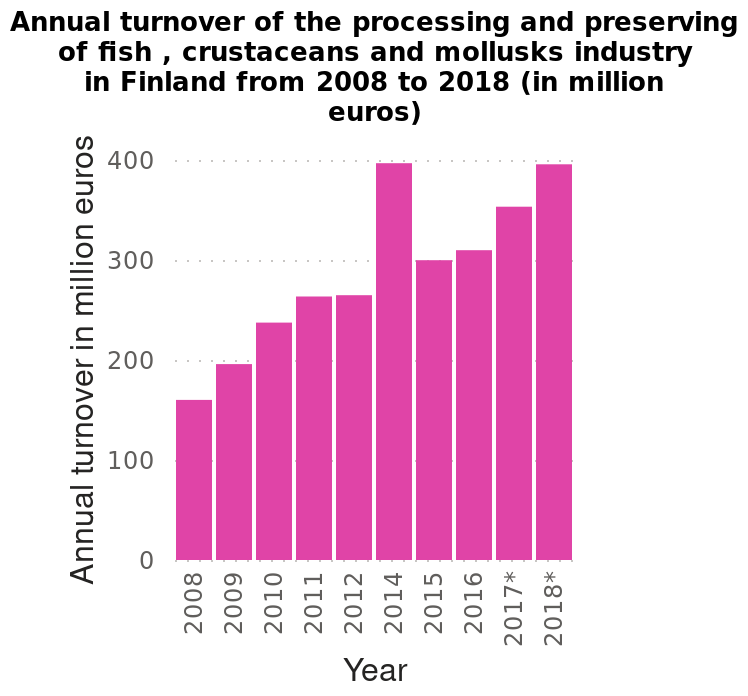 Annual turnover of the processing and preserving
of fish , crustaceans and mollusks industry
in Finland from 2008 to 2018 (in million
euros)
Annual turnover in million euros
400
300
200
100
0
2008
2009
2010
2011
2012
2014
2015
2016
2017*
2018*
Year